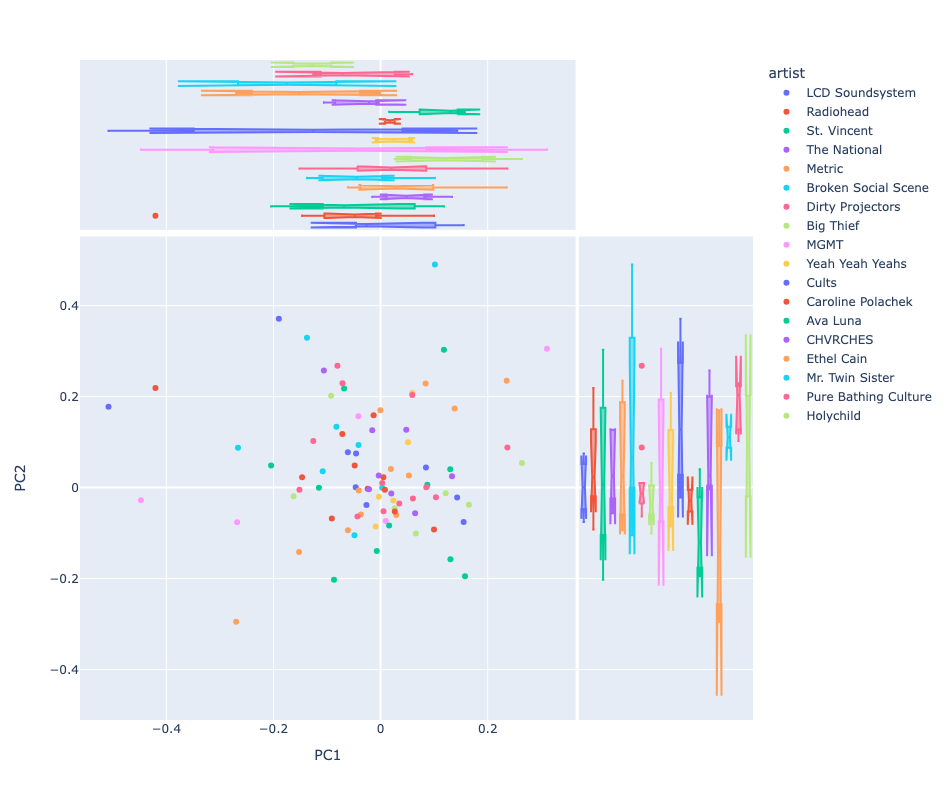 artist
LCD Soundsystem
Radiohead
St. Vincent
The National
Metric
Broken Social Scene
Dirty Projectors
Big Thief
MGMT
Yeah Yeah Yeahs
Cults
Caroline Polachek
Ava Luna
CHVRCHES
Ethel Cain
Mr. Twin Sister
Pure Bathing Culture
Holychild
0.4
0.2
0
−0.2
−0.4
PC2
−0.4 −0.2 0 0.2
PC1